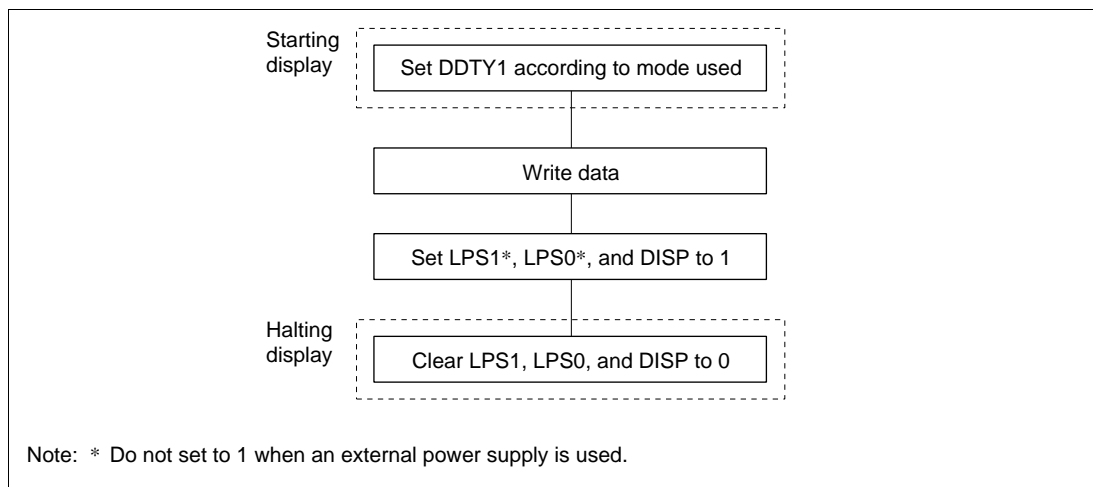 Starting
display
Set DDTY1 according to mode used
Write data
Set LPS1*, LPS0*, and DISP to 1
Halting
display
Clear LPS1, LPS0, and DISP to 0
Note: * Do not set to 1 when an external power supply is used.